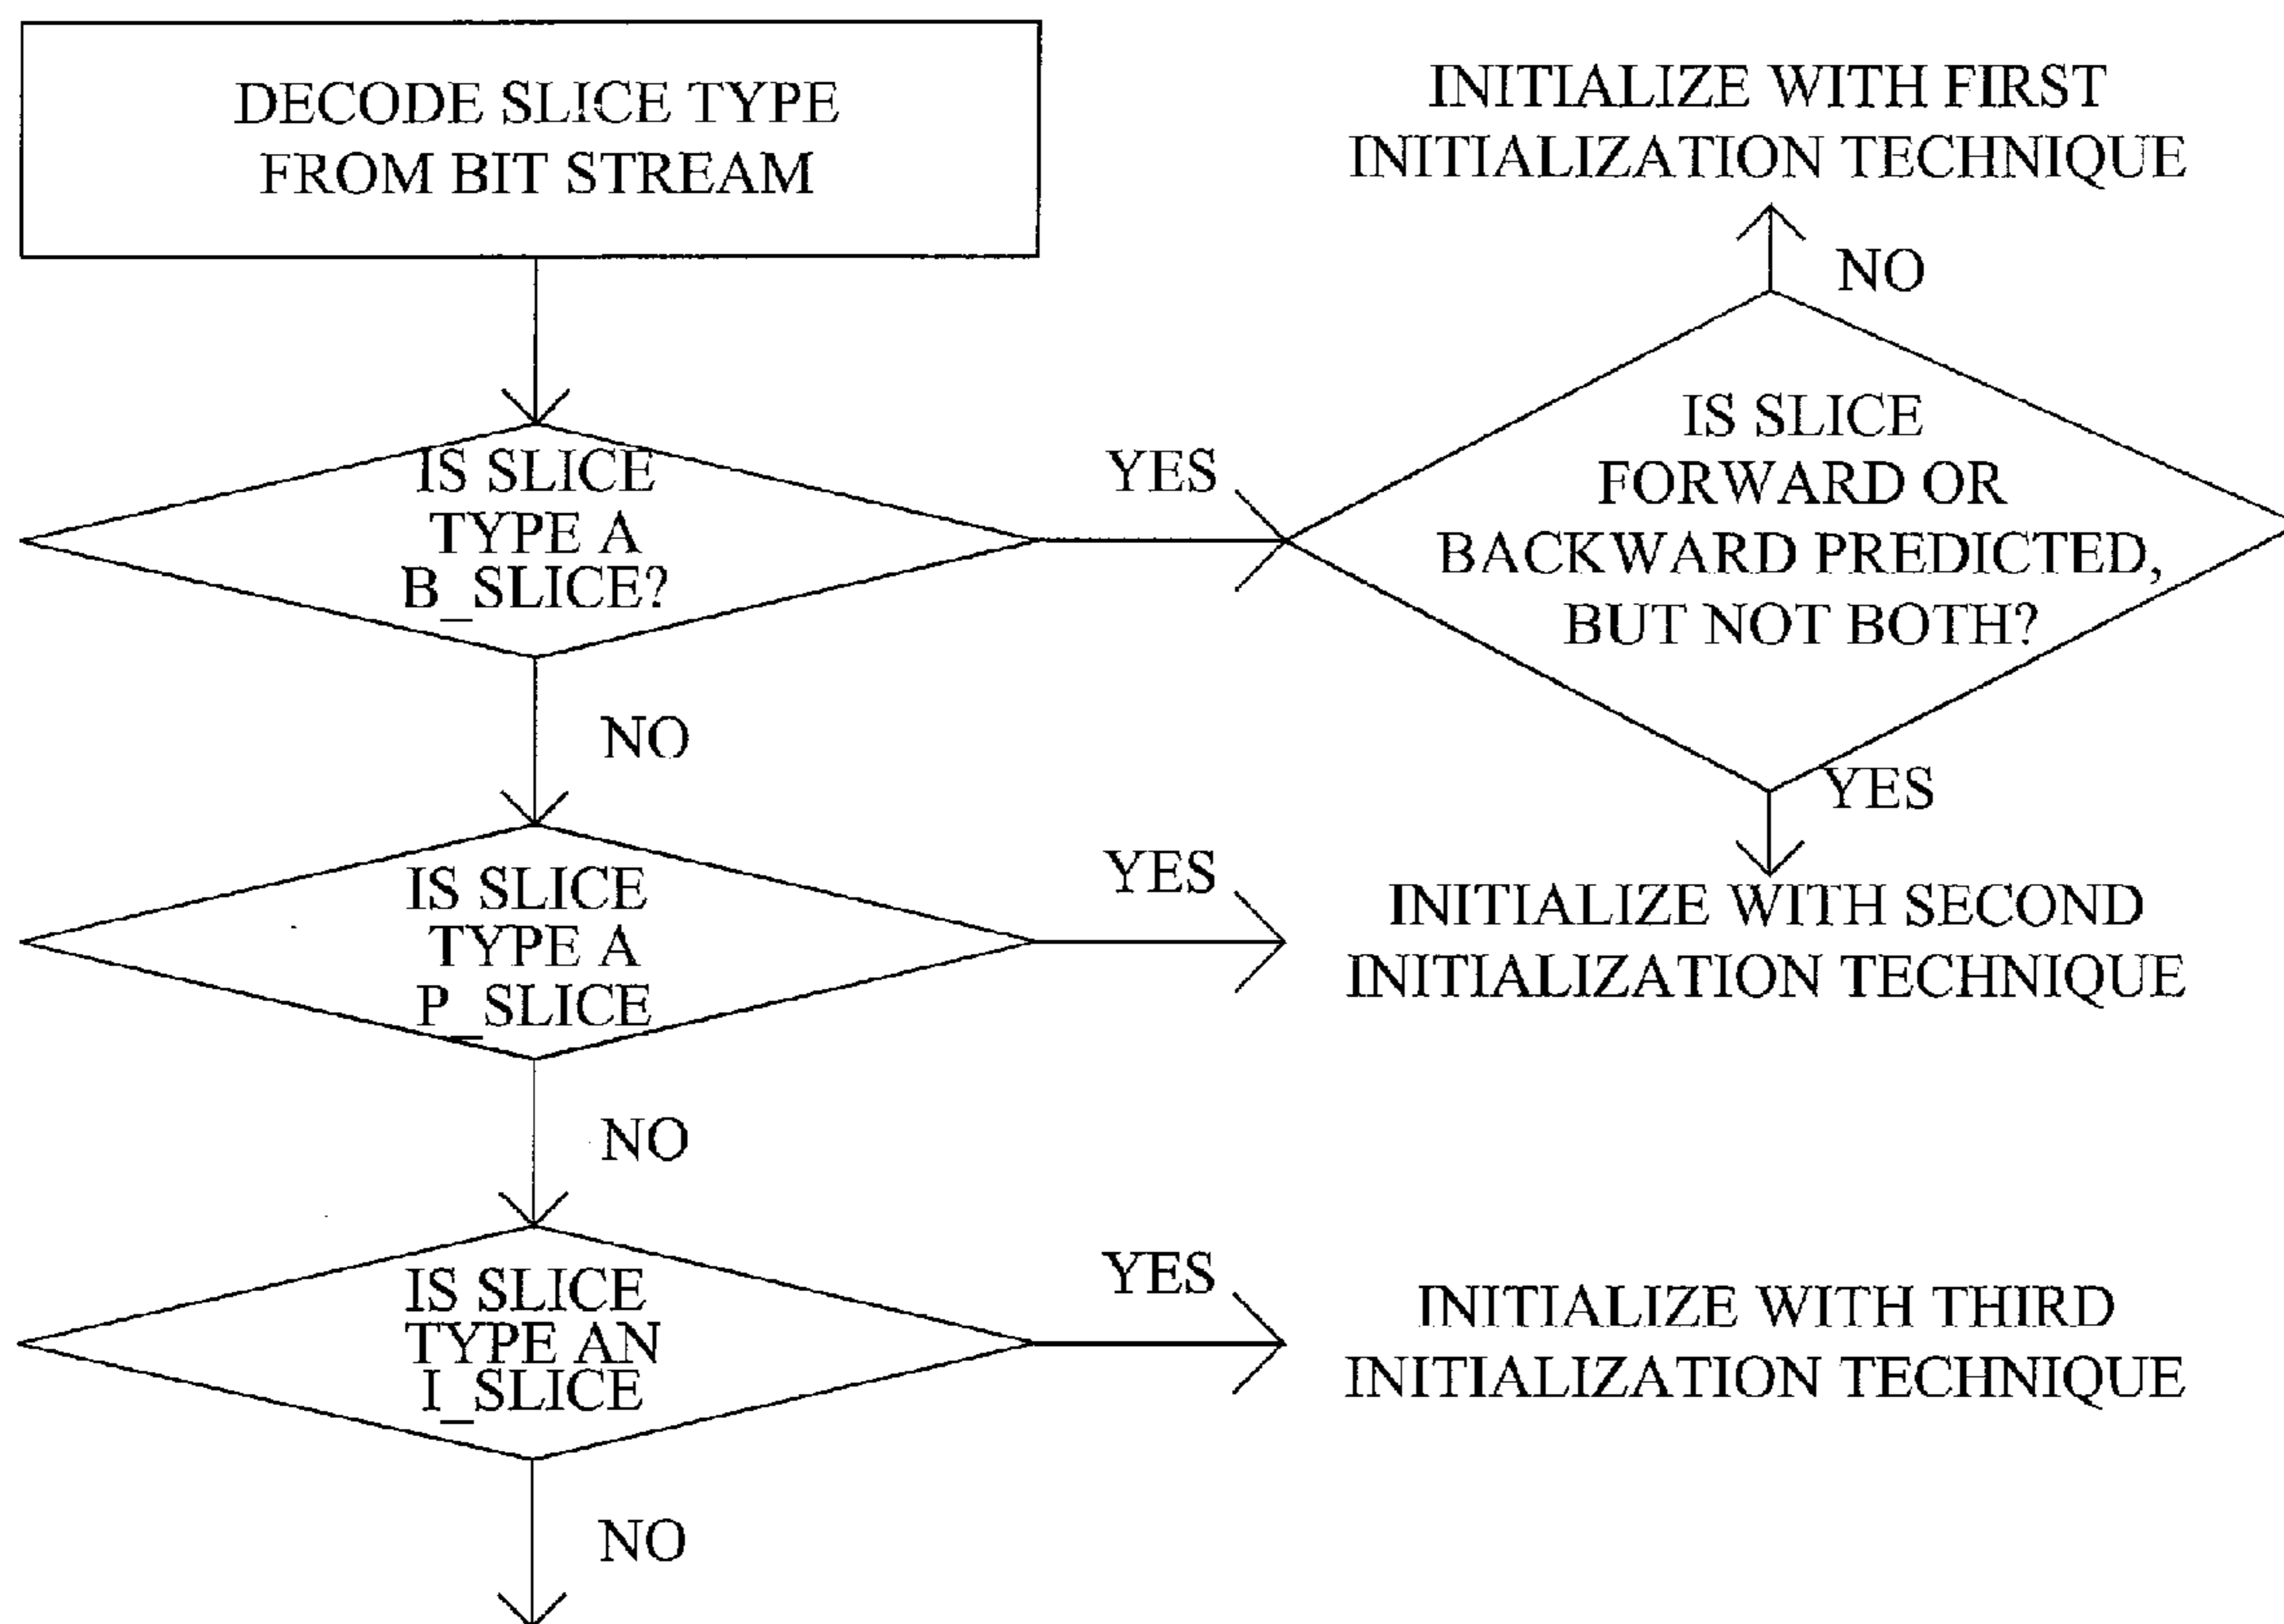 DECODE SLICE TYPE
FROM BIT STREAM
INITIALIZE WITH FIRST
INITIALIZATION TECHNIQUE
NO
IS SLICE
TYPE A
B_SLICE?
YES
IS SLICE
FORWARD OR
BACKWARD PREDICTED,
BUT NOT BOTH?
NO
YES
IS SLICE
TYPE A
P_SLICE
YES
INITIALIZE WITH SECOND
INITIALIZATION TECHNIQUE
NO
IS SLICE
TYPE AN
I_SLICE
YES
INITIALIZE WITH THIRD
INITIALIZATION TECHNIQUE
NO